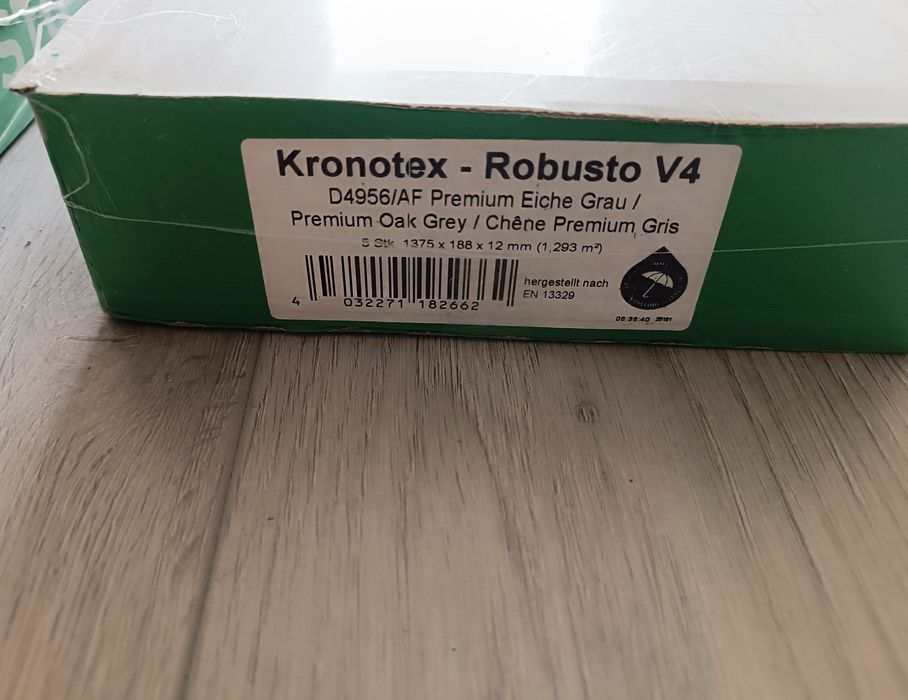 Kronotex - Robusto V4
D4956/AF Premium Eiche Grau /
Premium Oak Grey / Chêne Premium Gris
5 Stk 1375 x 188 x 12 mm (1,293 m²)
hergestellt nach
EN 13329
4 032271 182662